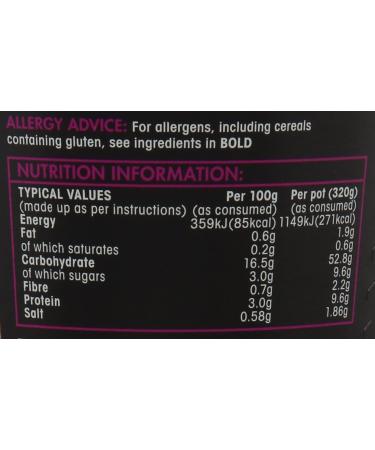 ALLERGY ADVICE: For allergens, including cereals
containing gluten, see ingredients in BOLD
NUTRITION INFORMATION:
TYPICAL VALUES Per 100g Per pot (320g)
(made up as per instructions) (as consumed) (as consumed)
Energy 359kJ(85kcal) 1149kJ(271kcal)
Fat 0.6g 1.9g
of which saturates 0.2g 0.6g
Carbohydrate 16.5g 52.8g
of which sugars 3.0g 9.6g
Fibre 0.7g 2.2g
Protein 3.0g 9.6g
Salt 0.58g 1.86g